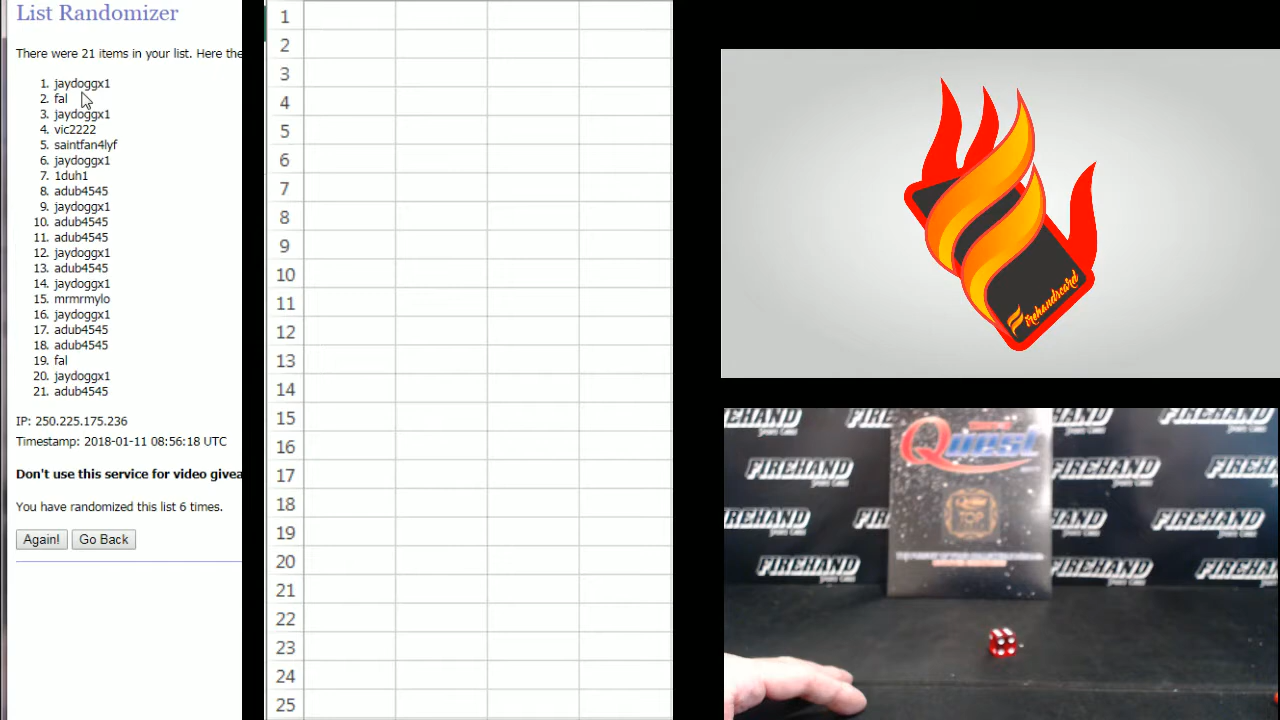 List Randomizer
There were 21 items in your list. Here the
1. jaydoggx1
2. fal
3. jaydoggx1
4. vic2222
5. saintfan4lyf
6. jaydoggx1
7. 1duh1
8. adub4545
9. jaydoggx1
10. adub4545
11. adub4545
12. jaydoggx1
13. adub4545
14. jaydoggx1
15. mrmrmylo
16. jaydoggx1
17. adub4545
18. adub4545
19. fal
20. jaydoggx1
21. adub4545
IP: 250.225.175.236
Timestamp: 2018-01-11 08:56:18 UTC
Don't use this service for video givea
You have randomized this list 6 times.
Again! Go Back
1
2
3
4
5
6
7
8
9
10
11
12
13
14
15
16
17
18
19
20
21
22
23
24
25
Firehandscard
Quest
TOP
FIREHAND
FIREHAND
FIREHAND
FIREHAND
FIREHAND
FIREHAND
FIREHAND
FIREHAND
FIREHAND
FIREHAND
FIREHAND